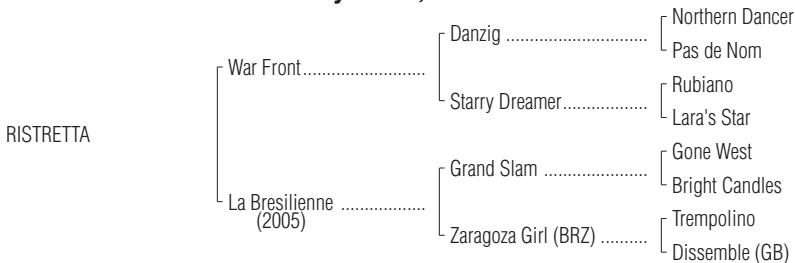 Northern Dancer
Danzig ..............................
Pas de Nom
War Front..........................
Rubiano
Starry Dreamer..................
Lara's Star
RISTRETTA
Gone West
Grand Slam ......................
Bright Candles
La Bresilienne ..................
(2005)
Trempolino
Zaragoza Girl (BRZ) ..........
Dissemble (GB)